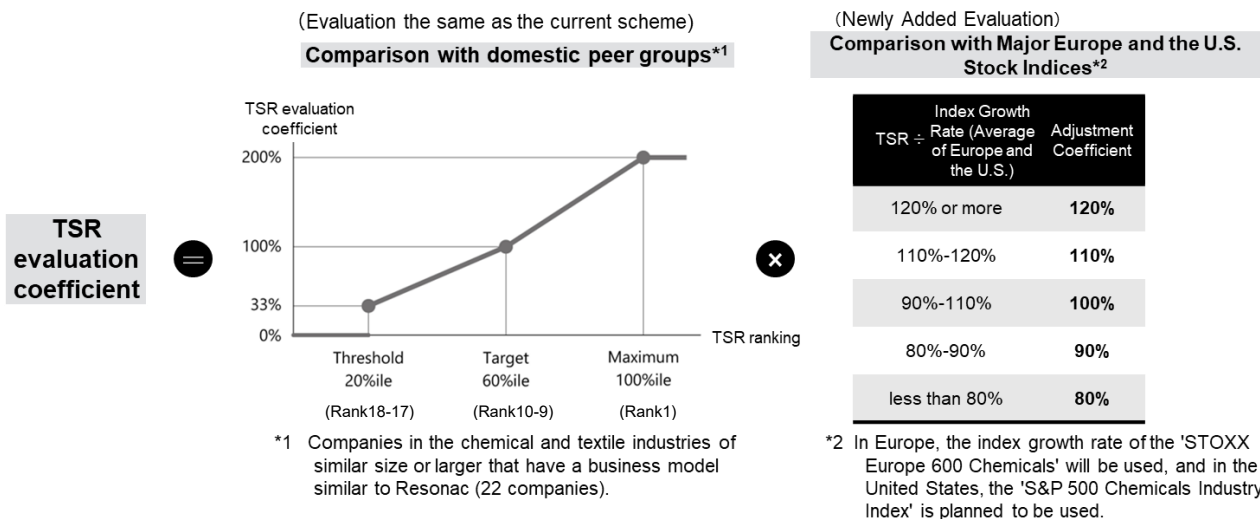 (Evaluation the same as the current scheme)
Comparison with domestic peer groups*1
(Newly Added Evaluation)
Comparison with Major Europe and the U.S.
Stock Indices*2
TSR
evaluation
coefficient
=
TSR evaluation
coefficient
200%
100%
33%
0%
TSR ranking
Threshold
20%ile
(Rank18-17)
Target
60%ile
(Rank10-9)
Maximum
100%ile
(Rank1)
*1 Companies in the chemical and textile industries of
similar size or larger that have a business model
similar to Resonac (22 companies).
×
TSR ÷
Index Growth
Rate (Average
of Europe and
the U.S.)
Adjustment
Coefficient
120% or more 120%
110%-120% 110%
90%-110% 100%
80%-90% 90%
less than 80% 80%
*2 In Europe, the index growth rate of the 'STOXX
Europe 600 Chemicals' will be used, and in the
United States, the 'S&P 500 Chemicals Industry
Index' is planned to be used.